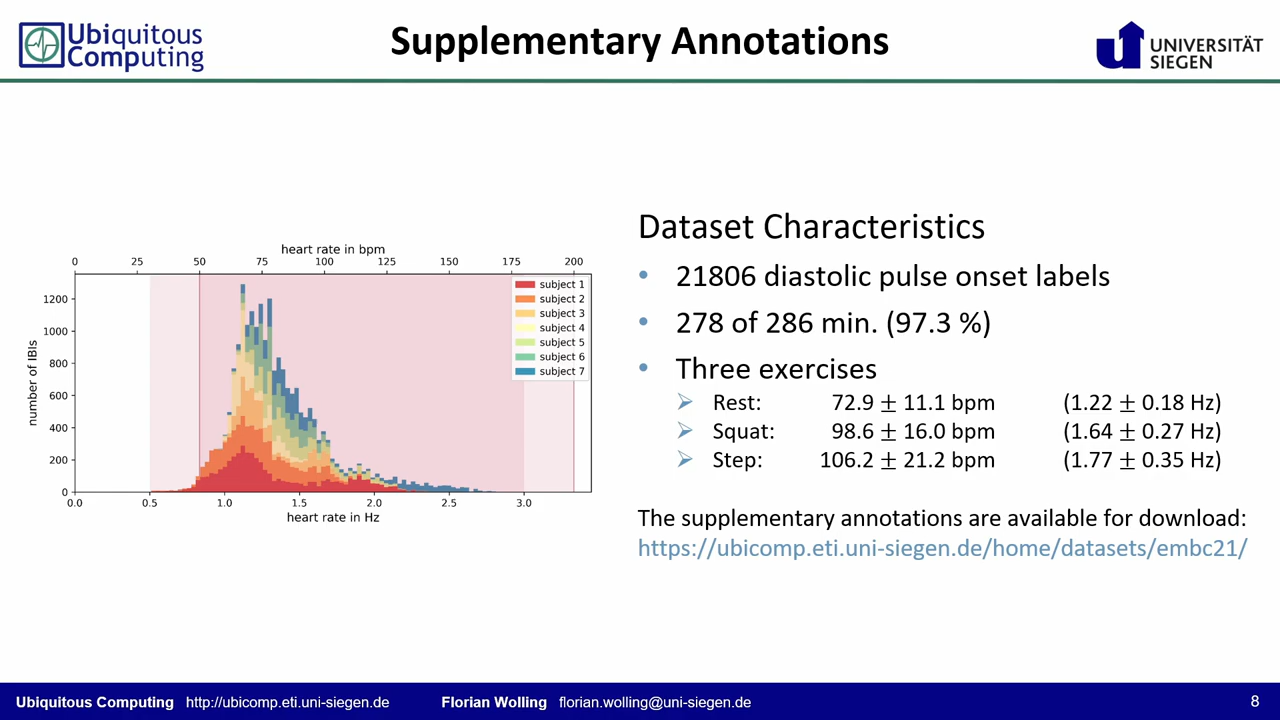 Ubiquitous
Computing
Supplementary Annotations
UNIVERSITÄT
SIEGEN
heart rate in bpm
0 25 50 75 100 125 150 175 200
1200
1000
800
600
400
200
0
number of IBIs
subject 1
subject 2
subject 3
subject 4
subject 5
subject 6
subject 7
0.0 0.5 1.0 1.5 2.0 2.5 3.0
heart rate in Hz
Dataset Characteristics
• 21806 diastolic pulse onset labels
• 278 of 286 min. (97.3 %)
• Three exercises
➢ Rest: 72.9 ± 11.1 bpm (1.22 ± 0.18 Hz)
➢ Squat: 98.6 ± 16.0 bpm (1.64 ± 0.27 Hz)
➢ Step: 106.2 ± 21.2 bpm (1.77 ± 0.35 Hz)
The supplementary annotations are available for download:
https://ubicomp.eti.uni-siegen.de/home/datasets/embc21/
Ubiquitous Computing http://ubicomp.eti.uni-siegen.de Florian Wolling florian.wolling@uni-siegen.de 8